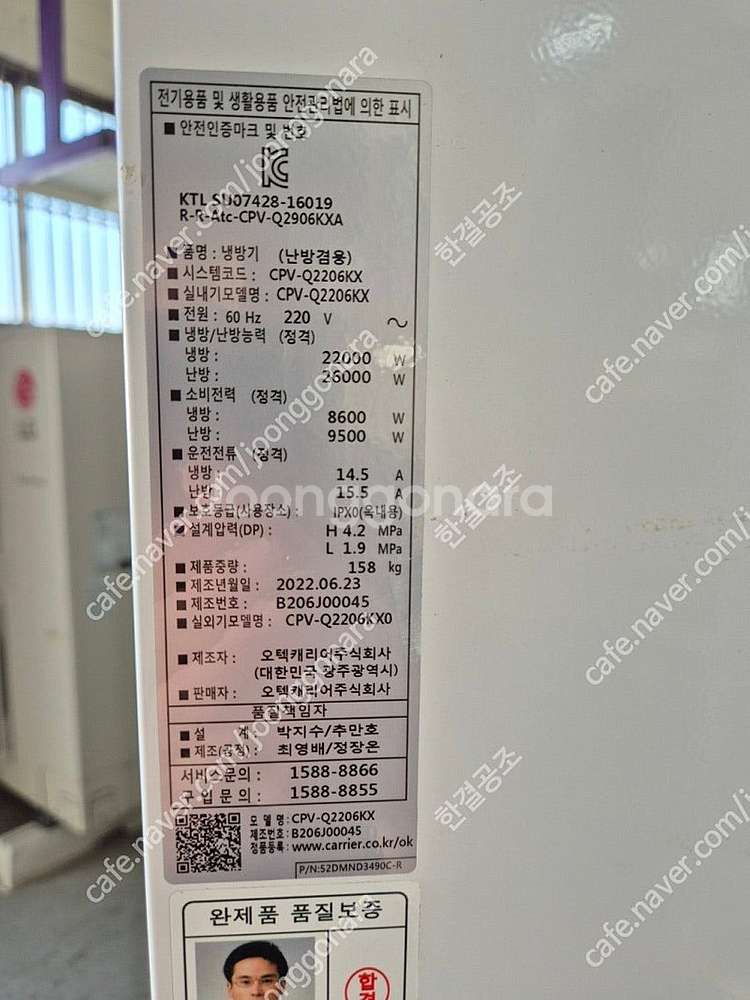 전기용품 및 생활용품 안전관리법에 의한 표시
■ 안전인증마크 및 번호
KTL SU07428-16019
R-R-Atc-CPV-Q2906KXA
■ 품명 : 냉방기 (난방겸용)
■ 시스템코드 : CPV-Q2206KX
■ 실내기모델명 : CPV-Q2206KX
■ 전원 : 60 Hz 220 V ~
■ 냉방/난방능력 (정격)
냉방 : 22000 W
난방 : 26000 W
■ 소비전력 (정격)
냉방 : 8600 W
난방 : 9500 W
■ 운전전류 (정격)
냉방 : 14.5 A
난방 : 15.5 A
■ 보호등급(사용장소) : IPX0(옥내용)
■ 설계압력(DP) : H 4.2 MPa
L 1.9 MPa
■ 제품중량 : 158 kg
■ 제조년월일 : 2022.06.23
■ 제조번호 : B206J00045
■ 실외기모델명 : CPV-Q2206KX0
■ 제조자 : 오텍캐리어주식회사
(대한민국 광주광역시)
■ 판매자 : 오텍캐리어주식회사
품질책임자
■ 설 계 : 박지수/추만호
■ 제조(공정) : 최영배/정장온
서비스문의 : 1588-8866
구입문의 : 1588-8855
모델명 : CPV-Q2206KX
제조번호 : B206J00045
정품등록 : www.carrier.co.kr/ok
P/N:52DMND3490C-R
완제품 품질보증
합격
joonggonara
cafe.naver.com/joonggonara
한결공조